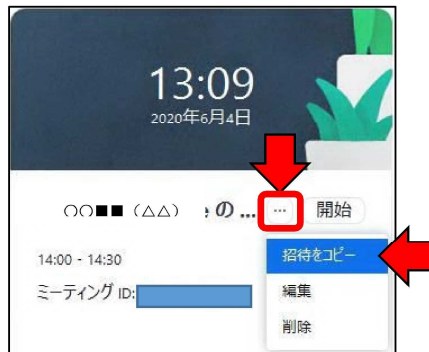 13:09
2020年6月4日
○○■■（△△）
の ... ... 開始
14:00 - 14:30
招待をコピー
ミーティング ID:
編集
削除